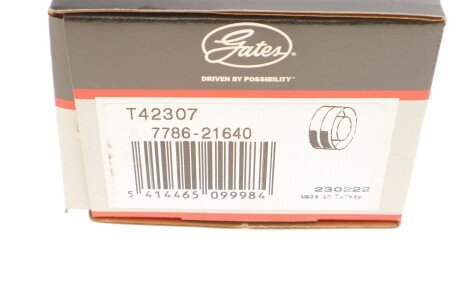 Gates
DRIVEN BY POSSIBILITY™
T42307
7786-21640
5 414465 099984
230222
Made in Turkey